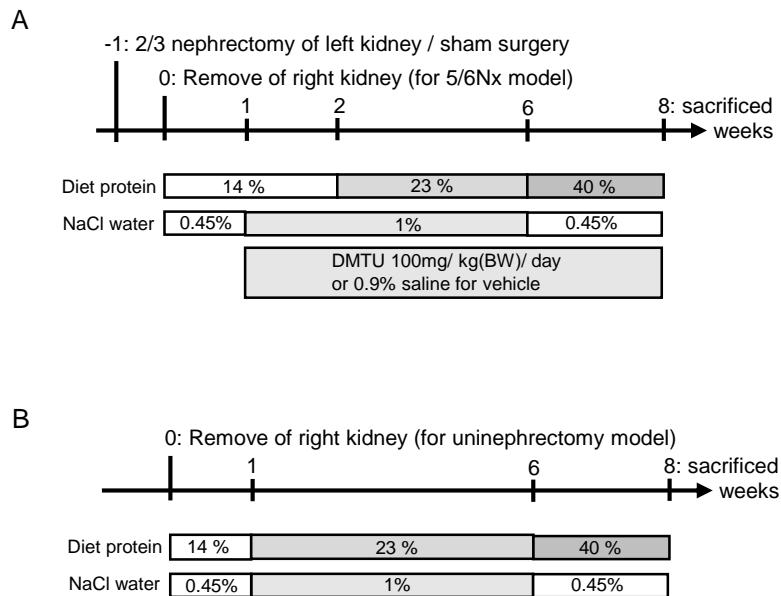 A
-1: 2/3 nephrectomy of left kidney / sham surgery
0: Remove of right kidney (for 5/6Nx model)
1 2 6 8: sacrificed
weeks
Diet protein 14 % 23 % 40 %
NaCl water 0.45% 1% 0.45%
DMTU 100mg/ kg(BW)/ day
or 0.9% saline for vehicle
B
0: Remove of right kidney (for uninephrectomy model)
1 6 8: sacrificed
weeks
Diet protein 14 % 23 % 40 %
NaCl water 0.45% 1% 0.45%